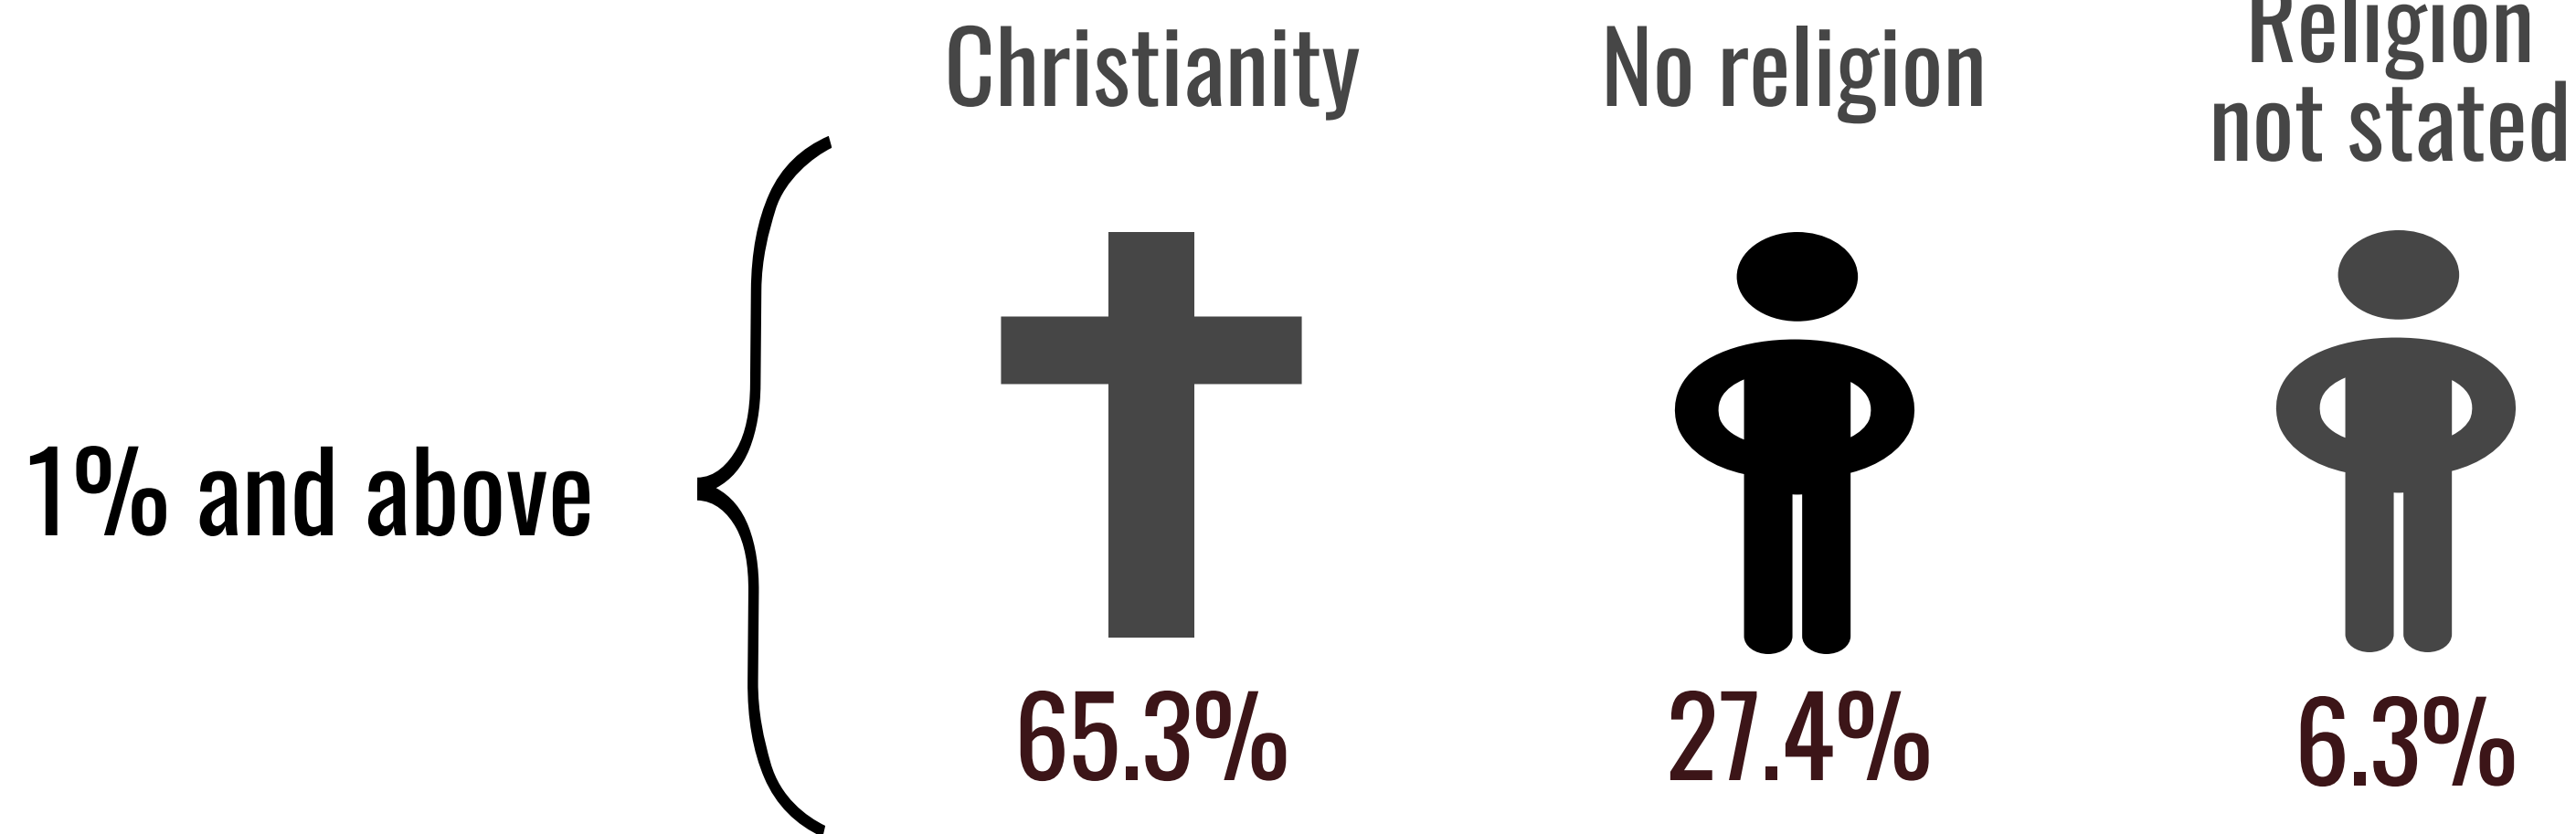 Christianity
No religion
Religion
not stated
1% and above
65.3%
27.4%
6.3%